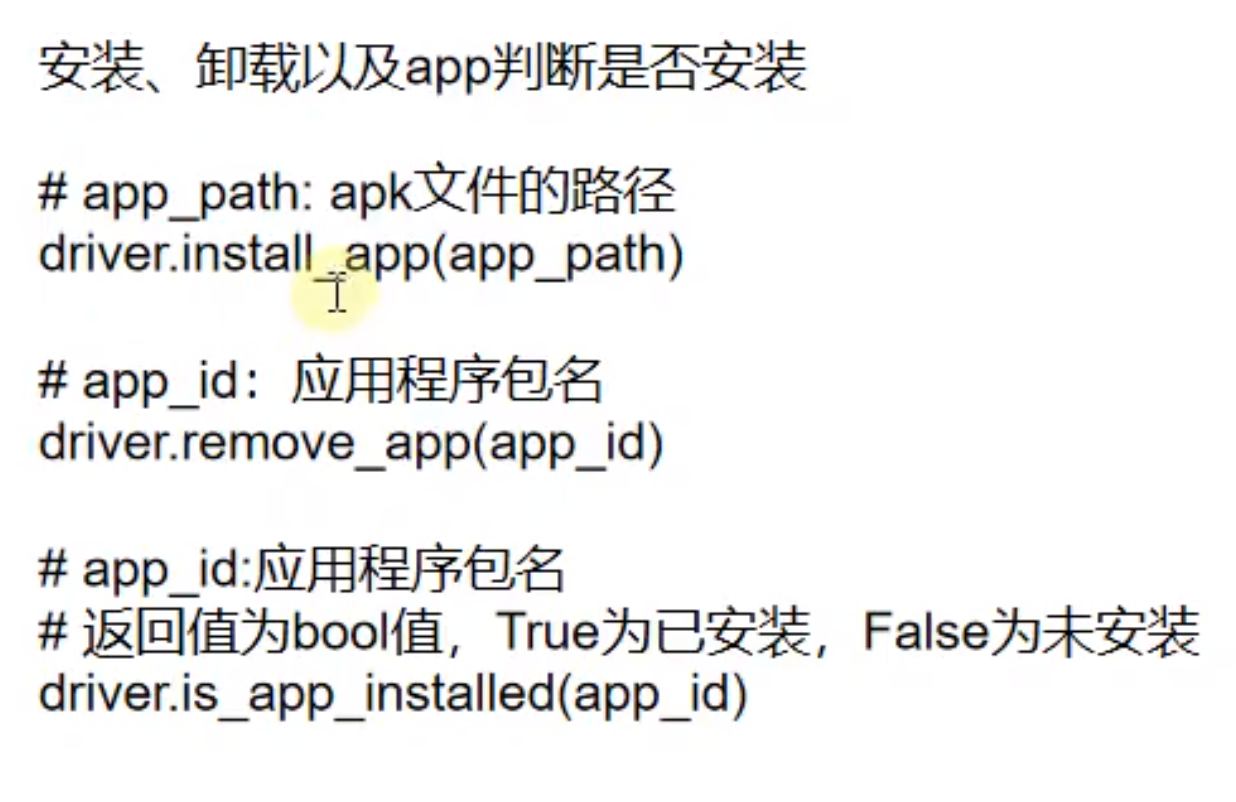 安装、卸载以及app判断是否安装
# app_path: apk文件的路径
driver.install_app(app_path)
# app_id：应用程序包名
driver.remove_app(app_id)
# app_id:应用程序包名
# 返回值为bool值，True为已安装，False为未安装
driver.is_app_installed(app_id)